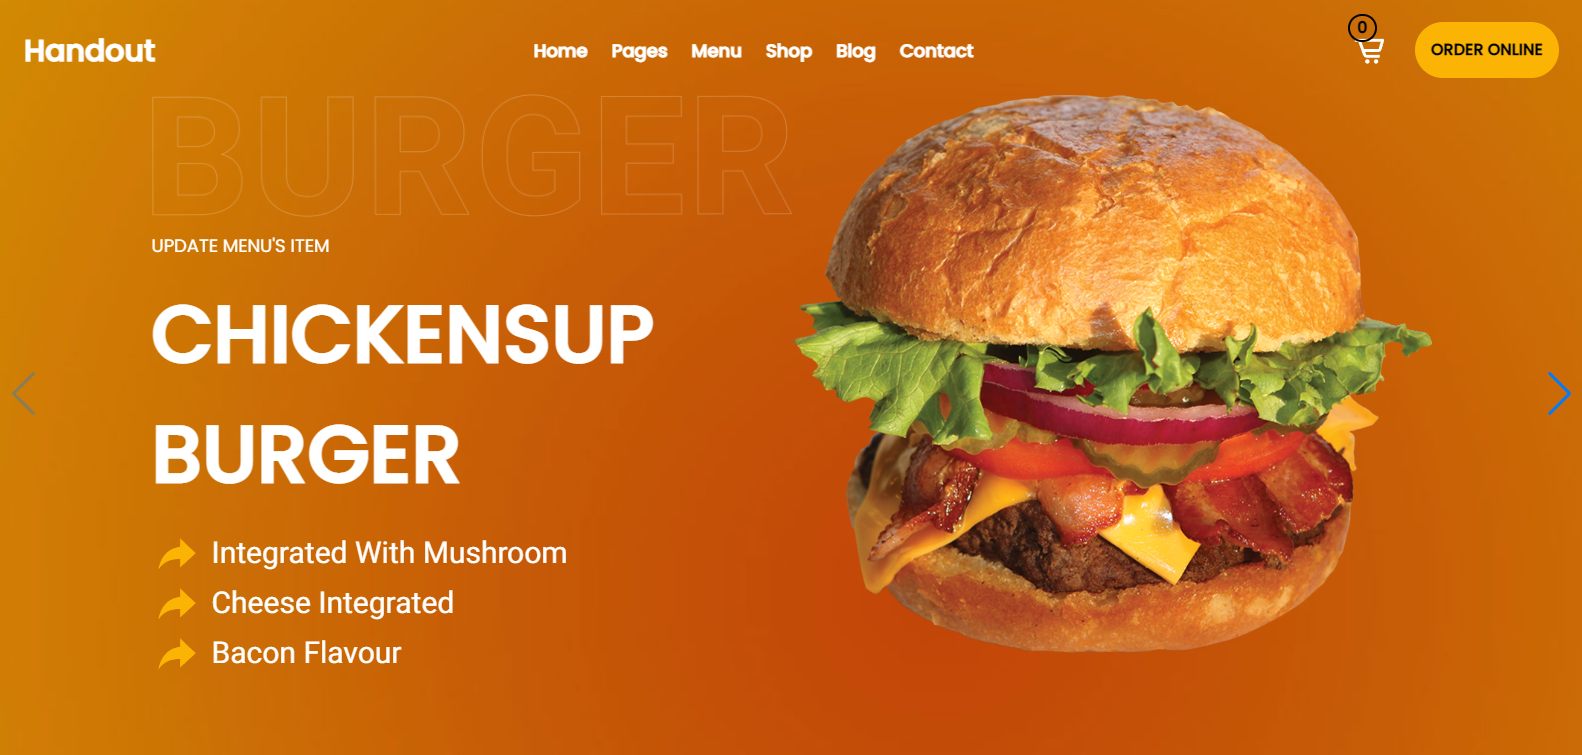 Handout
Home Pages Menu Shop Blog Contact
0
ORDER ONLINE
BURGER
UPDATE MENU'S ITEM
CHICKENSUP
BURGER
Integrated With Mushroom
Cheese Integrated
Bacon Flavour